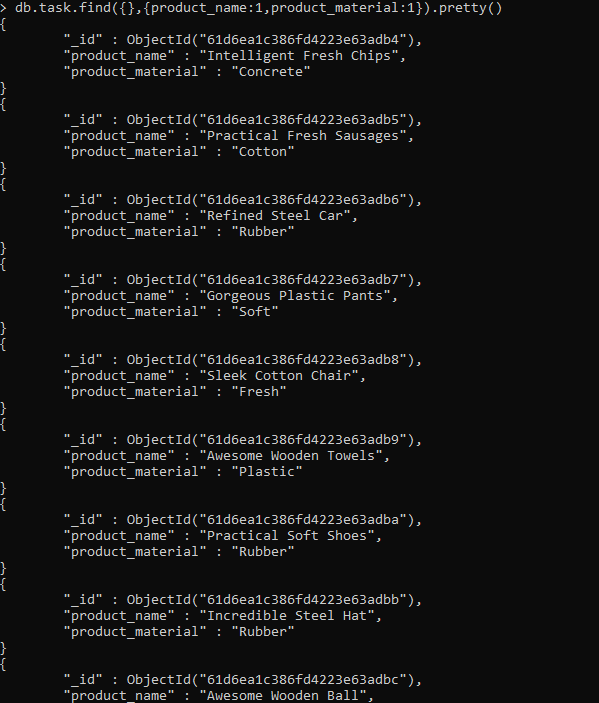 > db.task.find({},{product_name:1,product_material:1}).pretty()
{
        "_id" : ObjectId("61d6ea1c386fd4223e63adb4"),
        "product_name" : "Intelligent Fresh Chips",
        "product_material" : "Concrete"
}
{
        "_id" : ObjectId("61d6ea1c386fd4223e63adb5"),
        "product_name" : "Practical Fresh Sausages",
        "product_material" : "Cotton"
}
{
        "_id" : ObjectId("61d6ea1c386fd4223e63adb6"),
        "product_name" : "Refined Steel Car",
        "product_material" : "Rubber"
}
{
        "_id" : ObjectId("61d6ea1c386fd4223e63adb7"),
        "product_name" : "Gorgeous Plastic Pants",
        "product_material" : "Soft"
}
{
        "_id" : ObjectId("61d6ea1c386fd4223e63adb8"),
        "product_name" : "Sleek Cotton Chair",
        "product_material" : "Fresh"
}
{
        "_id" : ObjectId("61d6ea1c386fd4223e63adb9"),
        "product_name" : "Awesome Wooden Towels",
        "product_material" : "Plastic"
}
{
        "_id" : ObjectId("61d6ea1c386fd4223e63adba"),
        "product_name" : "Practical Soft Shoes",
        "product_material" : "Rubber"
}
{
        "_id" : ObjectId("61d6ea1c386fd4223e63adbb"),
        "product_name" : "Incredible Steel Hat",
        "product_material" : "Rubber"
}
{
        "_id" : ObjectId("61d6ea1c386fd4223e63adbc"),
        "product_name" : "Awesome Wooden Ball",